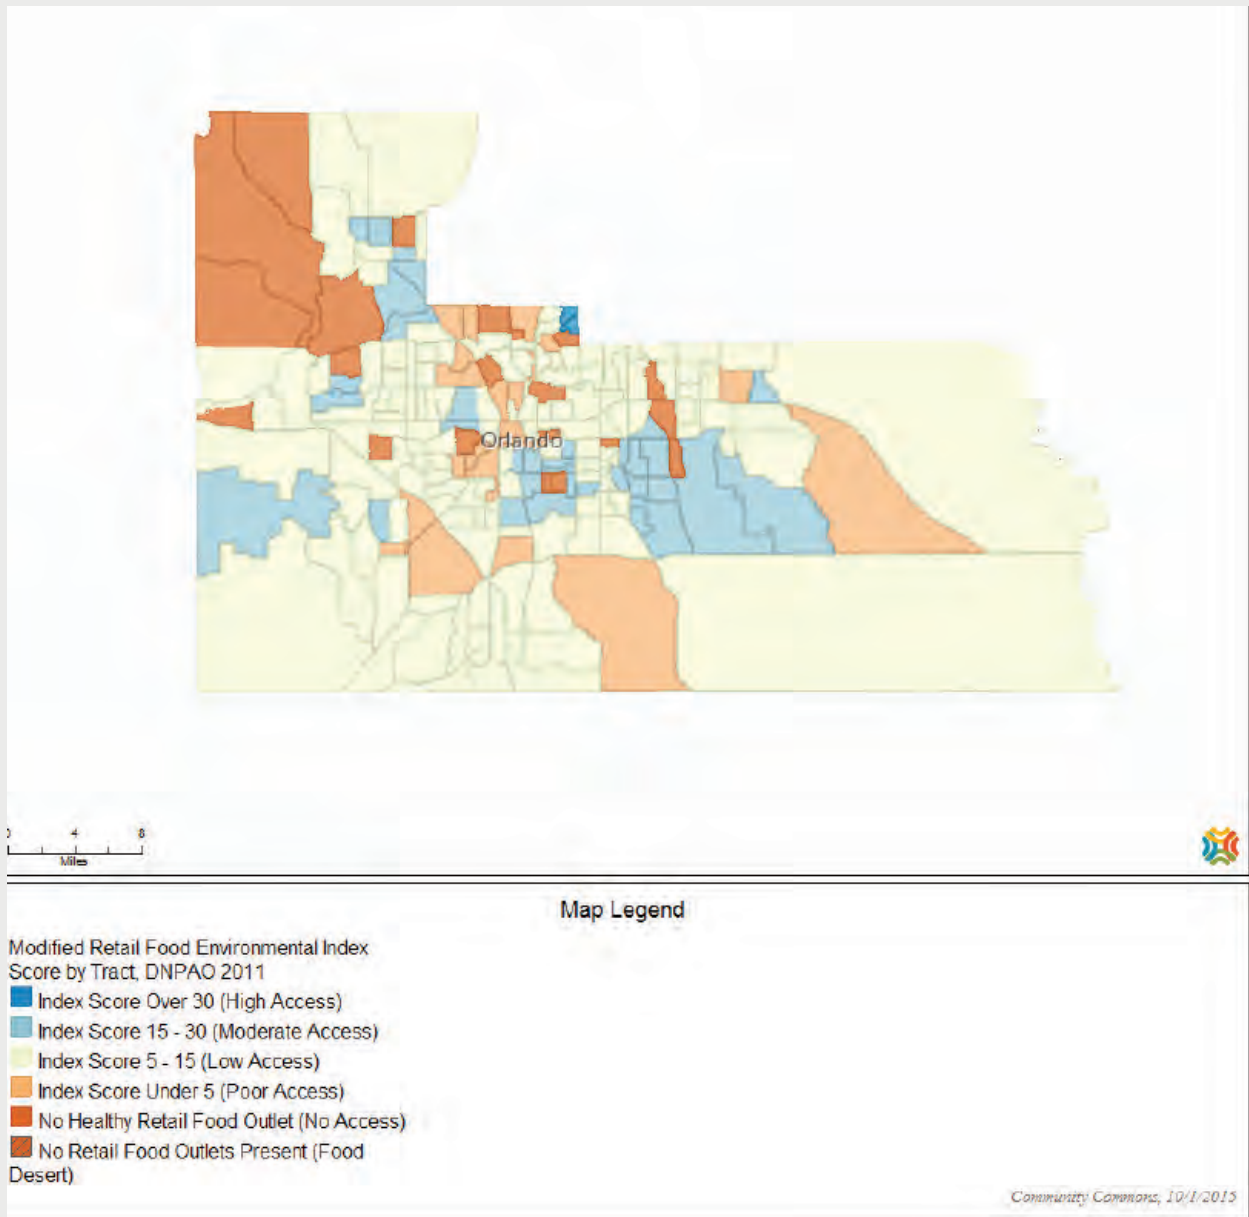 Orlando
4 8
Miles
Map Legend
Modified Retail Food Environmental Index
Score by Tract, DNPAO 2011
Index Score Over 30 (High Access)
Index Score 15 - 30 (Moderate Access)
Index Score 5 - 15 (Low Access)
Index Score Under 5 (Poor Access)
No Healthy Retail Food Outlet (No Access)
No Retail Food Outlets Present (Food
Desert)
Community Commons, 10/1/2015